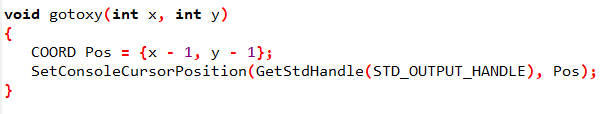 void gotoxy(int x, int y)
{
COORD Pos = {x - 1, y - 1};
SetConsoleCursorPosition(GetStdHandle(STD_OUTPUT_HANDLE), Pos);
}